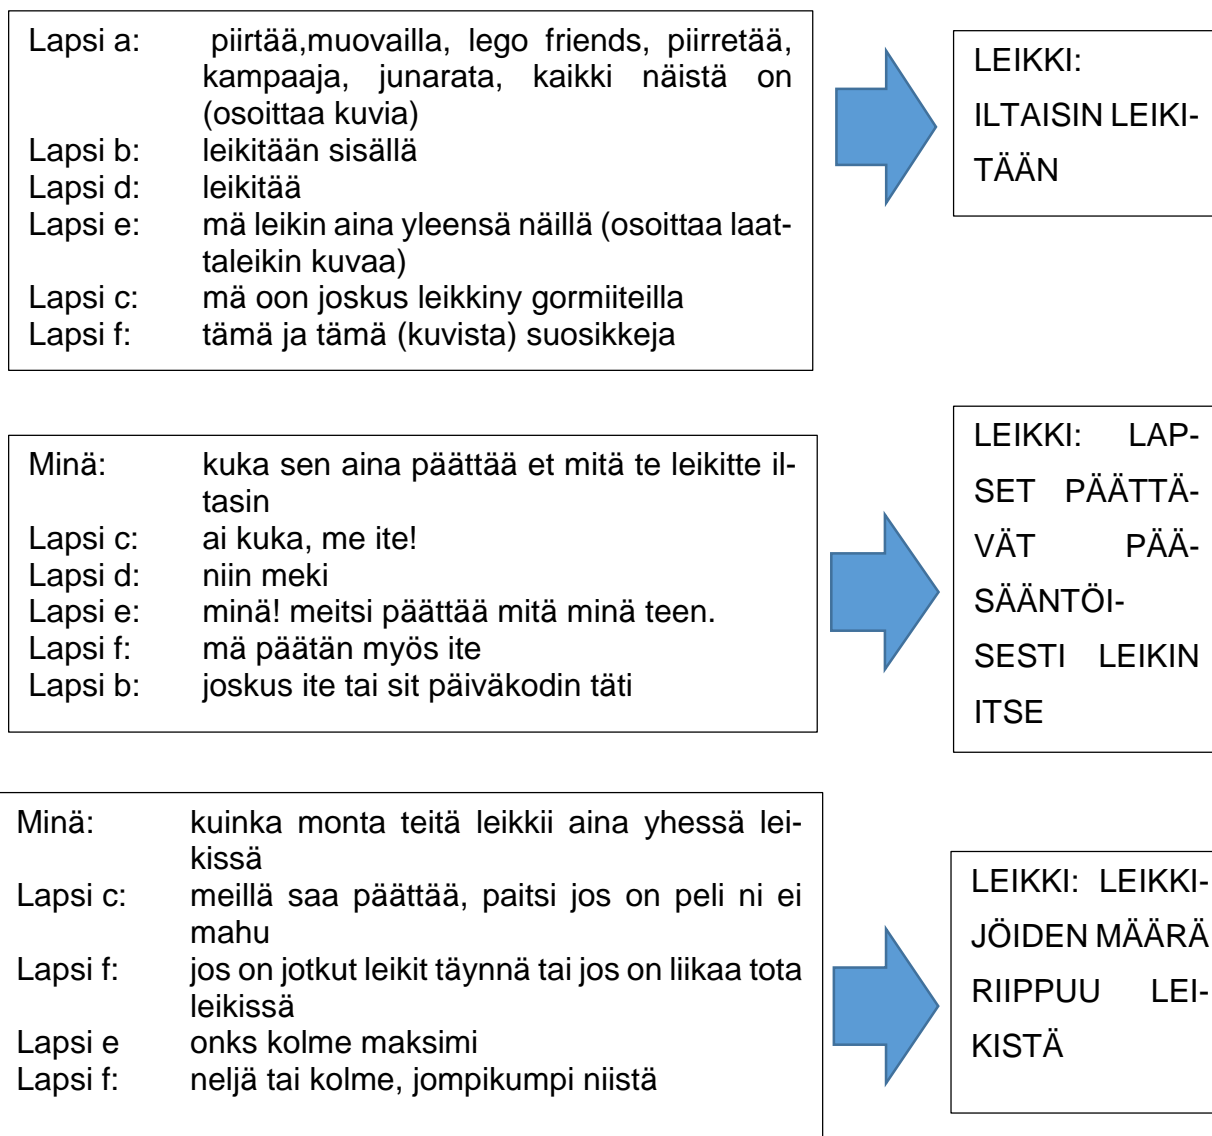 Lapsi a: piirtää,muovailla, lego friends, piirretää,
kampaaja, junarata, kaikki näistä on
(osoittaa kuvia)
Lapsi b: leikitään sisällä
Lapsi d: leikitää
Lapsi e: mä leikin aina yleensä näillä (osoittaa laat-
taleikin kuvaa)
Lapsi c: mä oon joskus leikkiny gormiiteilla
Lapsi f: tämä ja tämä (kuvista) suosikkeja
LEIKKI:
ILTAISIN LEIKI-
TÄÄN
Minä: kuka sen aina päättää et mitä te leikitte il-
tasin
Lapsi c: ai kuka, me ite!
Lapsi d: niin meki
Lapsi e: minä! meitsi päättää mitä minä teen.
Lapsi f: mä päätän myös ite
Lapsi b: joskus ite tai sit päiväkodin täti
LEIKKI: LAP-
SET PÄÄTTÄ-
VÄT PÄÄ-
SÄÄNTÖI-
SESTI LEIKIN
ITSE
Minä: kuinka monta teitä leikkii aina yhessä lei-
kissä
Lapsi c: meillä saa päättää, paitsi jos on peli ni ei
mahu
Lapsi f: jos on jotkut leikit täynnä tai jos on liikaa tota
leikissä
Lapsi e onks kolme maksimi
Lapsi f: neljä tai kolme, jompikumpi niistä
LEIKKI: LEIKKI-
JÖIDEN MÄÄRÄ
RIIPPUU LEI-
KISTÄ